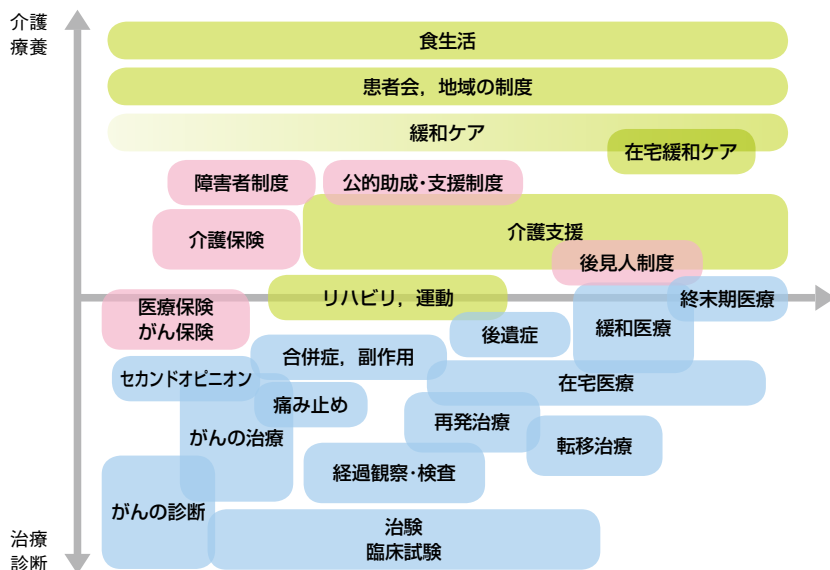 介護
療養
食生活
患者会，地域の制度
緩和ケア
在宅緩和ケア
障害者制度
公的助成・支援制度
介護保険
介護支援
後見人制度
医療保険
がん保険
リハビリ，運動
終末期医療
緩和医療
後遺症
合併症，副作用
セカンドオピニオン
在宅医療
痛み止め
がんの治療
再発治療
転移治療
経過観察・検査
がんの診断
治験
臨床試験
治療
診断